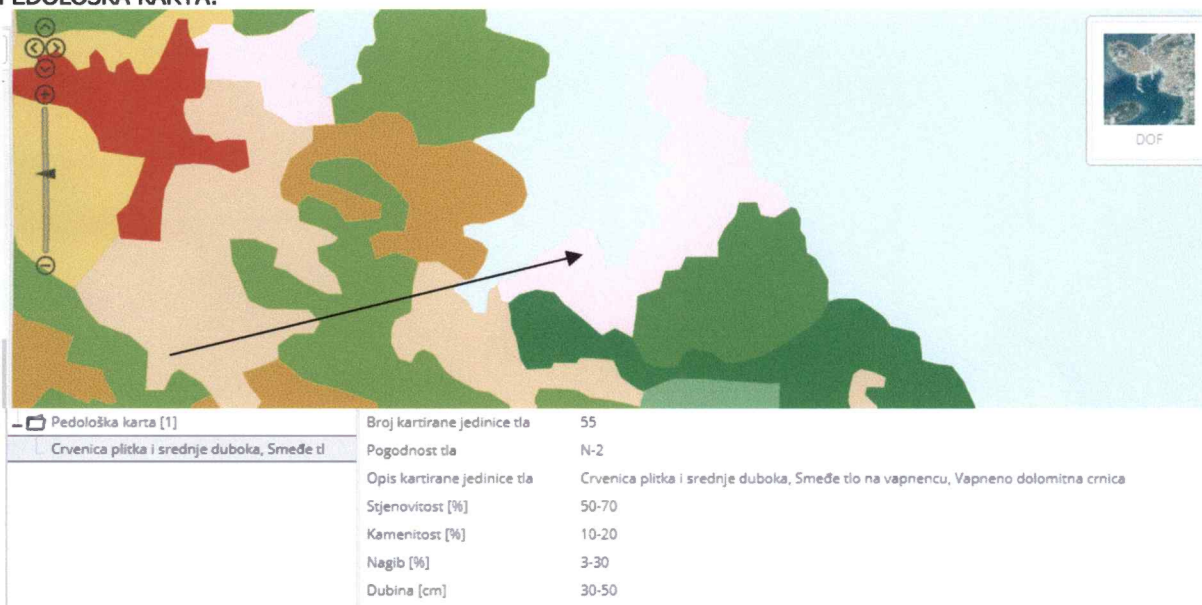 PEDOLOŠKA KARTA:
DOF
Pedološka karta [1]
Crvenica plitka i srednje duboka, Smeđe tl
Broj kartirane jedinice tla 55
Pogodnost tla N-2
Opis kartirane jedinice tla Crvenica plitka i srednje duboka, Smeđe tlo na vapnencu, Vapneno dolomitna crnica
Stjenovitost [%] 50-70
Kamenitost [%] 10-20
Nagib [%] 3-30
Dubina [cm] 30-50